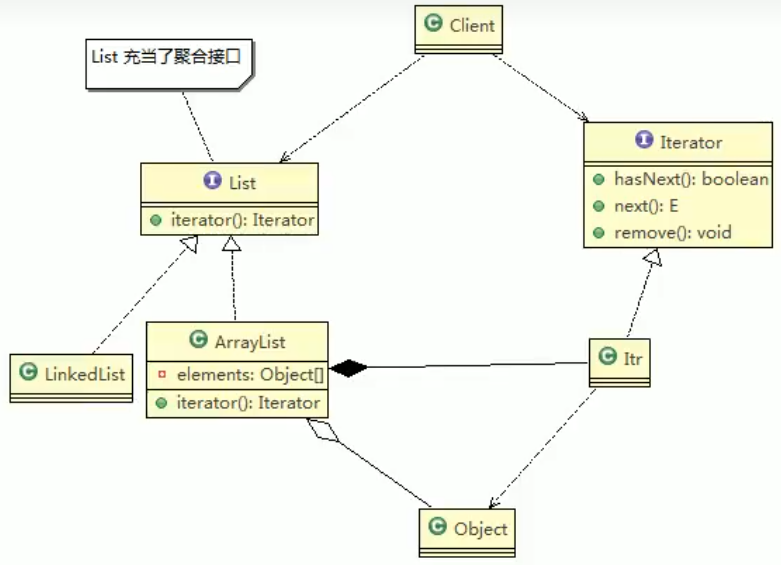 Client
List 充当了聚合接口
I Iterator
hasNext(): boolean
next(): E
remove(): void
I List
iterator(): Iterator
C ArrayList
elements: Object[]
iterator(): Iterator
C Itr
C LinkedList
C Object